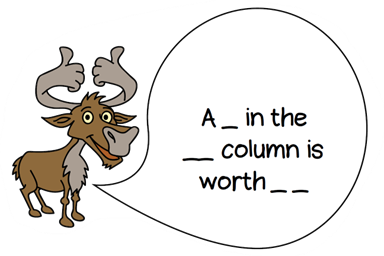 A _ in the
__ column is
worth _ _